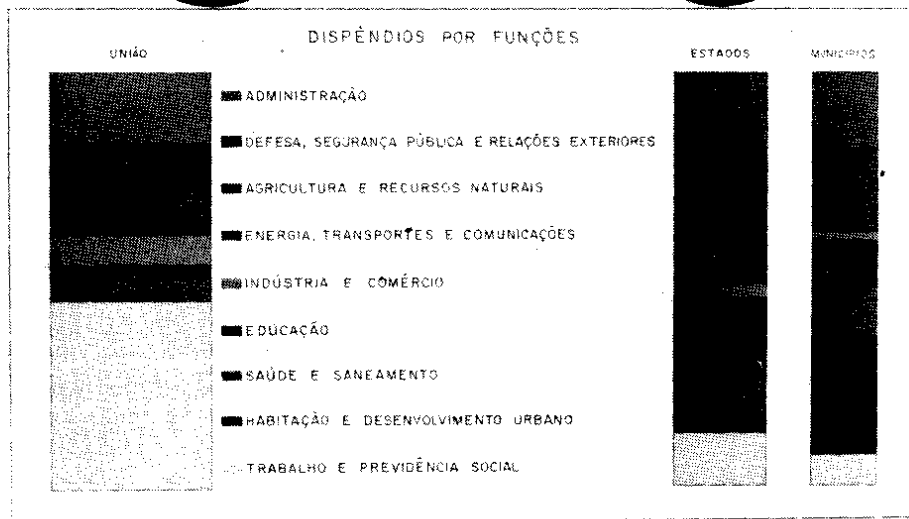 DISPÊNDIOS POR FUNÇÕES
UNIÃO
ESTADOS
MUNICÍPIOS
ADMINISTRAÇÃO
DEFESA, SEGURANÇA PÚBLICA E RELAÇÕES EXTERIORES
AGRICULTURA E RECURSOS NATURAIS
ENERGIA, TRANSPORTES E COMUNICAÇÕES
INDÚSTRIA E COMÉRCIO
EDUCAÇÃO
SAÚDE E SANEAMENTO
HABITAÇÃO E DESENVOLVIMENTO URBANO
TRABALHO E PREVIDÊNCIA SOCIAL